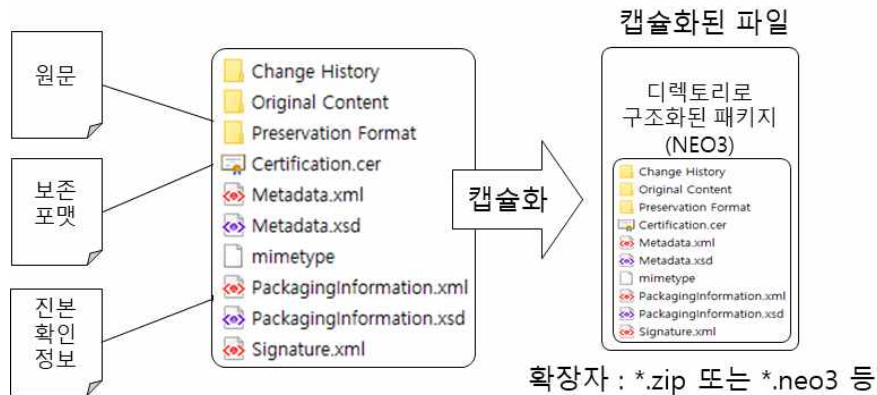 원문
보존
포맷
진본
확인
정보
Change History
Original Content
Preservation Format
Certification.cer
Metadata.xml
Metadata.xsd
mimetype
PackagingInformation.xml
PackagingInformation.xsd
Signature.xml
캡슐화
캡슐화된 파일
디렉토리로
구조화된 패키지
(NEO3)
Change History
Original Content
Preservation Format
Certification.cer
Metadata.xml
Metadata.xsd
mimetype
PackagingInformation.xml
PackagingInformation.xsd
Signature.xml
확장자 : *.zip 또는 *.neo3 등